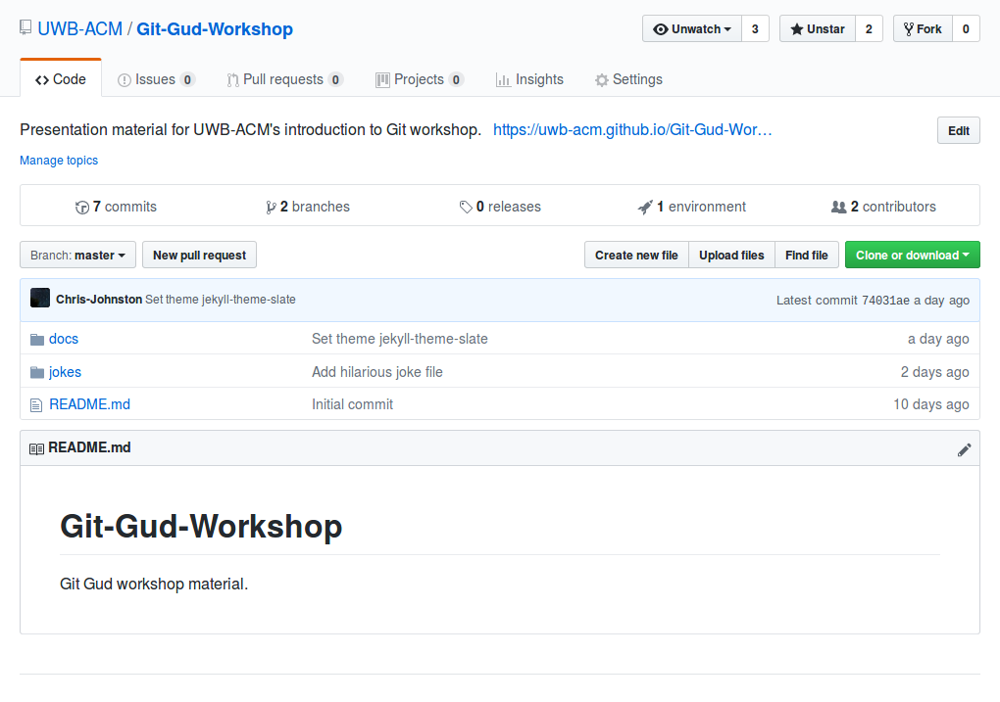 UWB-ACM / Git-Gud-Workshop
Unwatch 3 Unstar 2 Fork 0
Code Issues 0 Pull requests 0 Projects 0 Insights Settings
Presentation material for UWB-ACM's introduction to Git workshop. https://uwb-acm.github.io/Git-Gud-Wor… Edit
Manage topics
7 commits 2 branches 0 releases 1 environment 2 contributors
Branch: master New pull request Create new file Upload files Find file Clone or download
Chris-Johnston Set theme jekyll-theme-slate Latest commit 74031ae a day ago
docs Set theme jekyll-theme-slate a day ago
jokes Add hilarious joke file 2 days ago
README.md Initial commit 10 days ago
README.md
Git-Gud-Workshop
Git Gud workshop material.